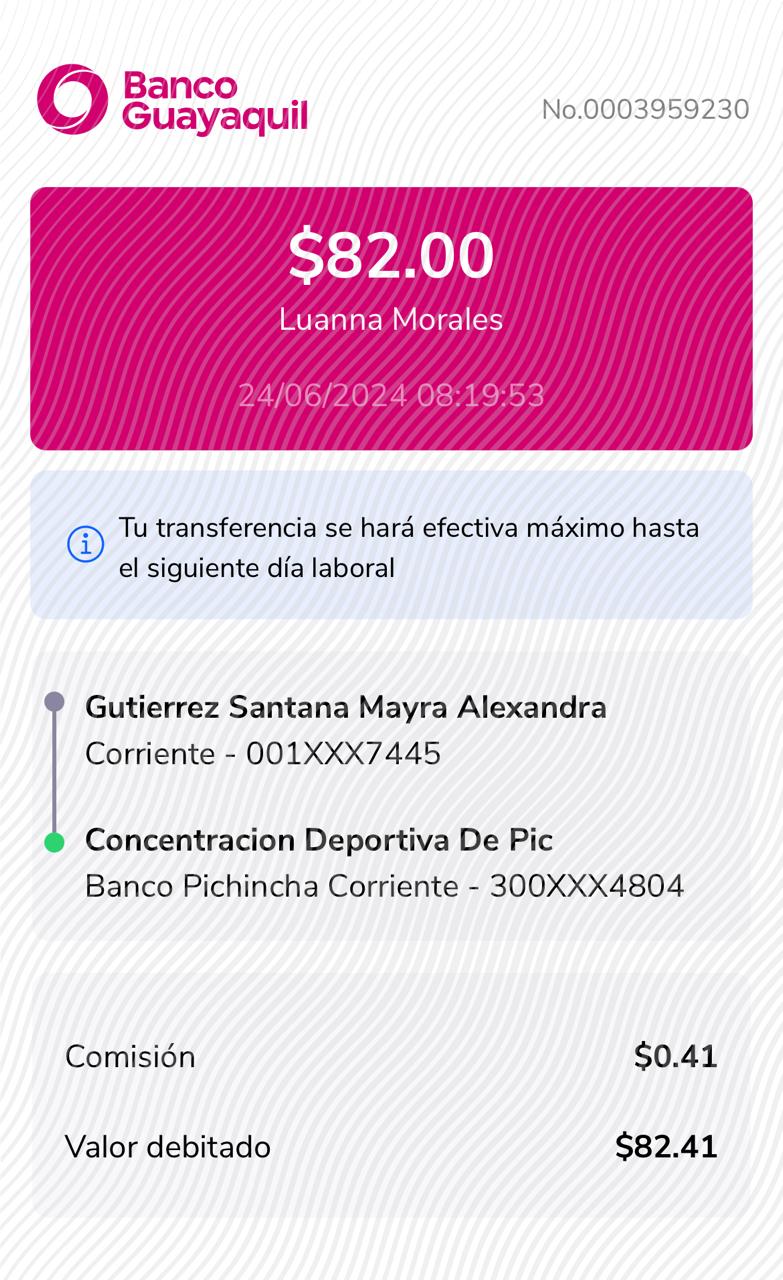 Banco
Guayaquil
No.0003959230
$82.00
Luanna Morales
24/06/2024 08:19:53
Tu transferencia se hará efectiva máximo hasta
el siguiente día laboral
Gutierrez Santana Mayra Alexandra
Corriente - 001XXX7445
Concentracion Deportiva De Pic
Banco Pichincha Corriente - 300XXX4804
Comisión $0.41
Valor debitado $82.41